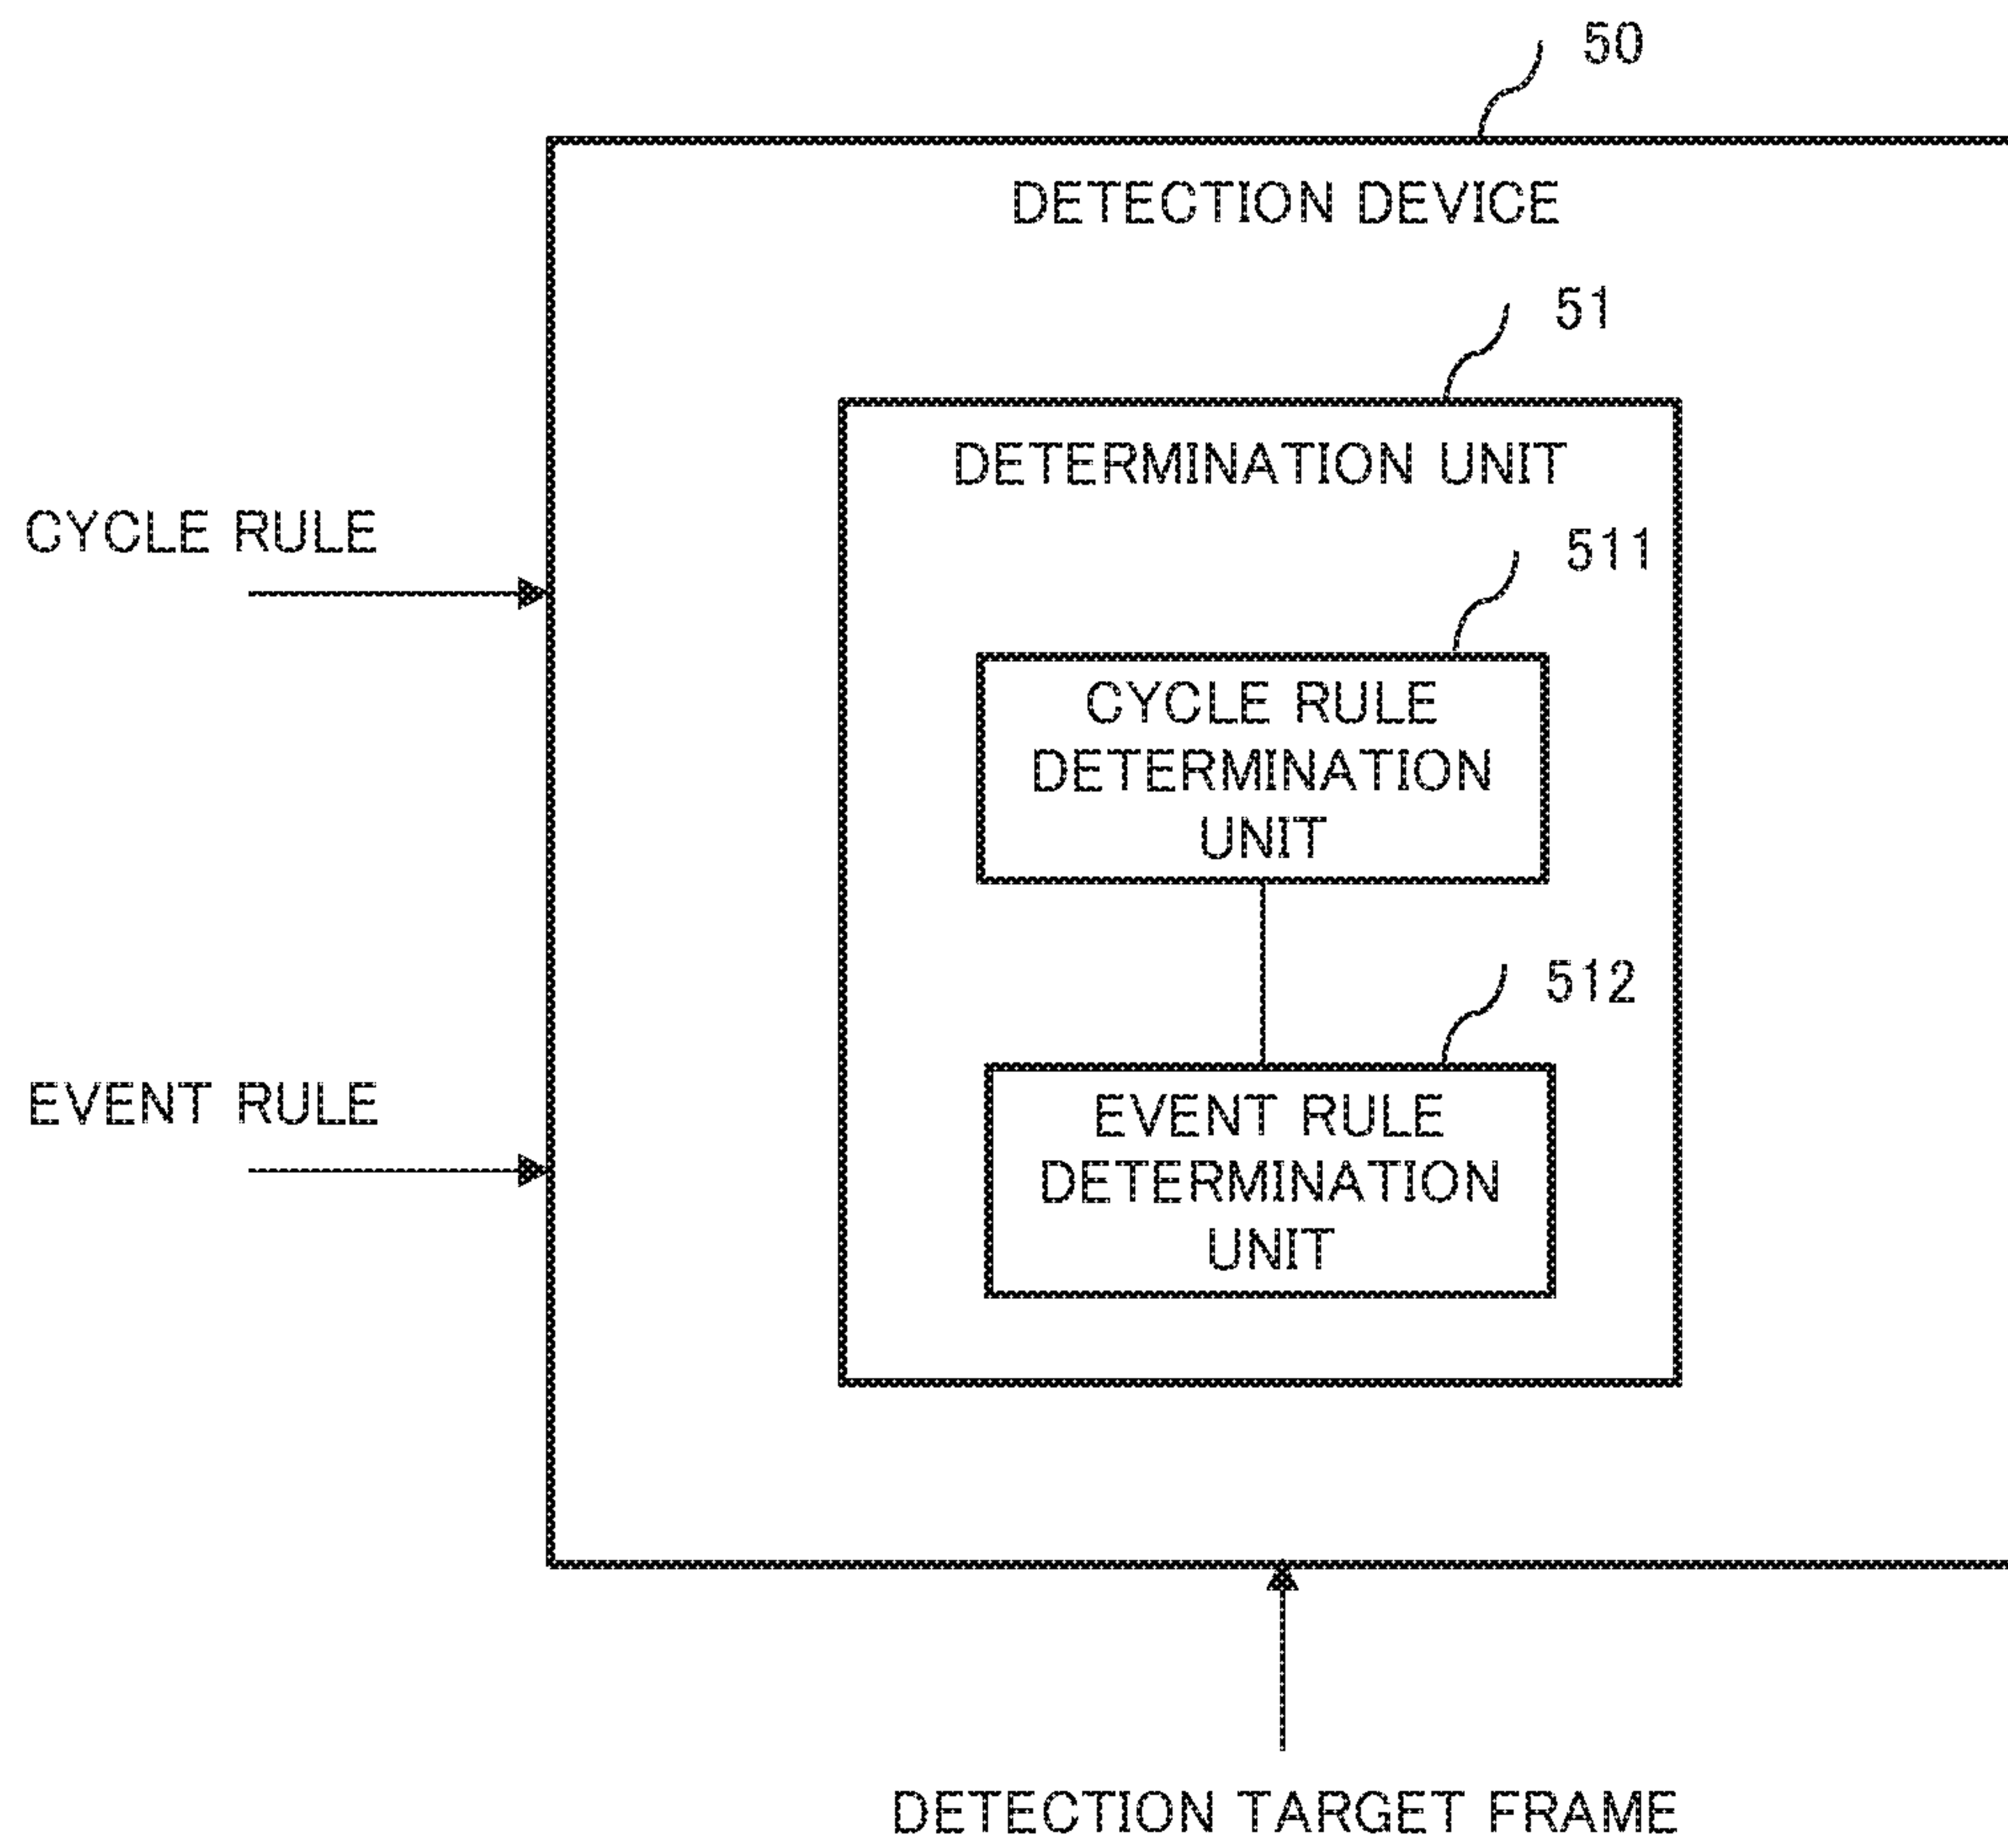 50
DETECTION DEVICE
51
DETERMINATION UNIT
CYCLE RULE
511
CYCLE RULE
DETERMINATION
UNIT
512
EVENT RULE
EVENT RULE
DETERMINATION
UNIT
DETECTION TARGET FRAME